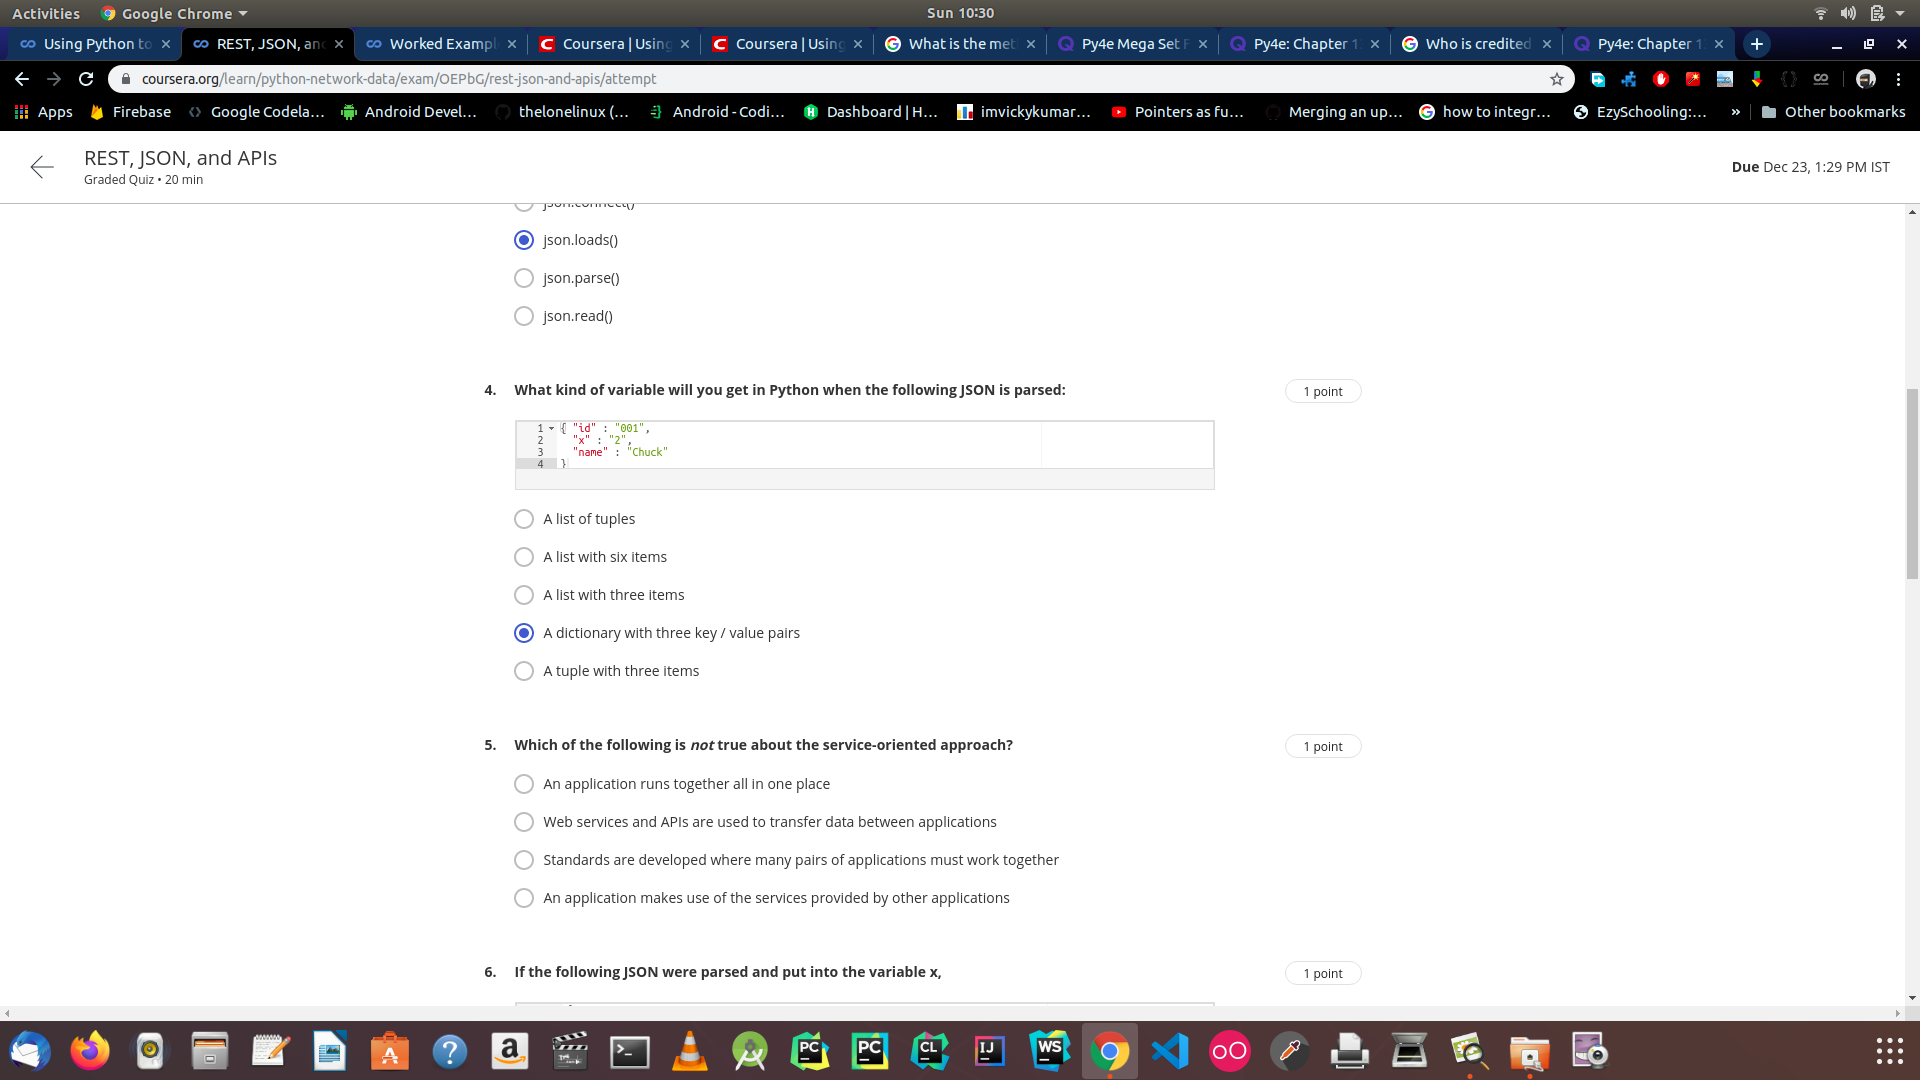 Activities Google Chrome Sun 10:30
Using Python to REST, JSON, an Worked Exampl Coursera | Using Coursera | Using What is the met Py4e Mega Set F Py4e: Chapter 1 Who is credited Py4e: Chapter 1
coursera.org/learn/python-network-data/exam/OEPbG/rest-json-and-apis/attempt
Apps Firebase Google Codela... Android Devel... thelonelinux (... Android - Codi... Dashboard | H... imvickykumar... Pointers as fu... Merging an up... how to integr... EzySchooling:... » Other bookmarks
REST, JSON, and APIs
Graded Quiz • 20 min
Due Dec 23, 1:29 PM IST
json.connect()
json.loads()
json.parse()
json.read()
4. What kind of variable will you get in Python when the following JSON is parsed: 1 point
1 { "id" : "001",
2 "x" : "2",
3 "name" : "Chuck"
4 }
A list of tuples
A list with six items
A list with three items
A dictionary with three key / value pairs
A tuple with three items
5. Which of the following is not true about the service-oriented approach? 1 point
An application runs together all in one place
Web services and APIs are used to transfer data between applications
Standards are developed where many pairs of applications must work together
An application makes use of the services provided by other applications
6. If the following JSON were parsed and put into the variable x, 1 point
PC PC CL IJ WS